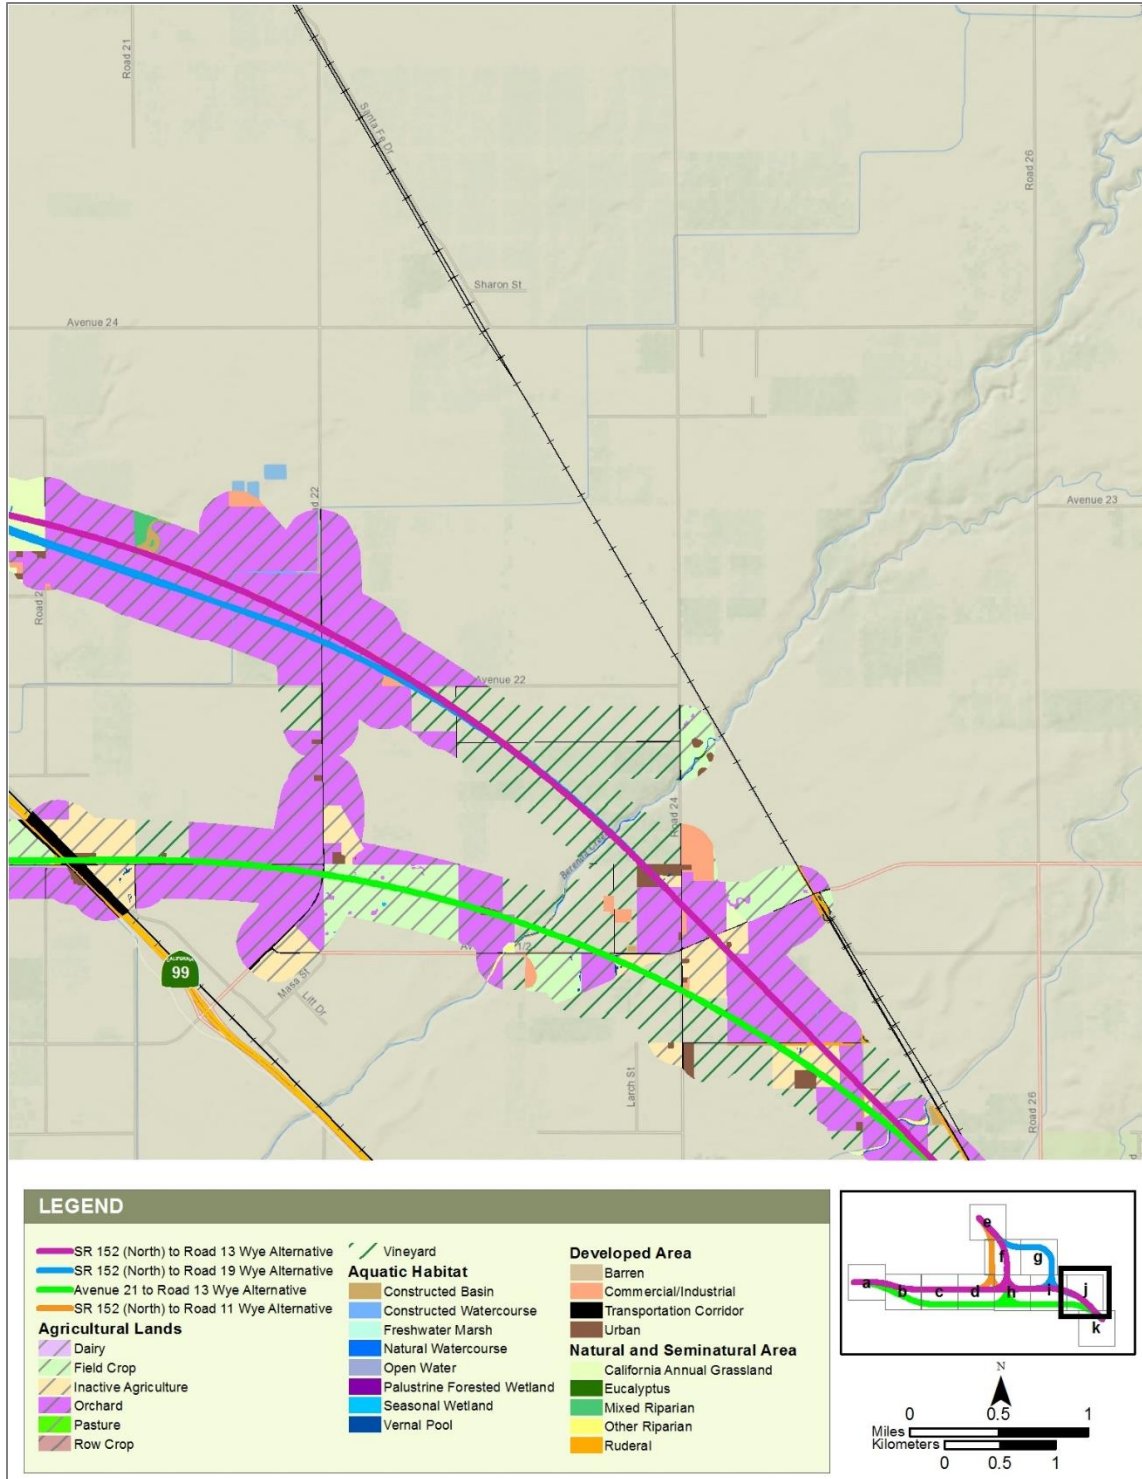 Road 21
Santa Fe Dr
Road 26
Sharon St
Avenue 24
Avenue 23
Avenue 22
Road 24
CALIFORNIA
99
Masa St
Litt Dr
Larch St
Road 26
LEGEND
SR 152 (North) to Road 13 Wye Alternative
SR 152 (North) to Road 19 Wye Alternative
Avenue 21 to Road 13 Wye Alternative
SR 152 (North) to Road 11 Wye Alternative
Agricultural Lands
Dairy
Field Crop
Inactive Agriculture
Orchard
Pasture
Row Crop
Vineyard
Aquatic Habitat
Constructed Basin
Constructed Watercourse
Freshwater Marsh
Natural Watercourse
Open Water
Palustrine Forested Wetland
Seasonal Wetland
Vernal Pool
Developed Area
Barren
Commercial/Industrial
Transportation Corridor
Urban
Natural and Seminatural Area
California Annual Grassland
Eucalyptus
Mixed Riparian
Other Riparian
Ruderal
e
f
g
a
b
c
d
h
i
j
k
N
0 0.5 1
Miles
Kilometers
0 0.5 1